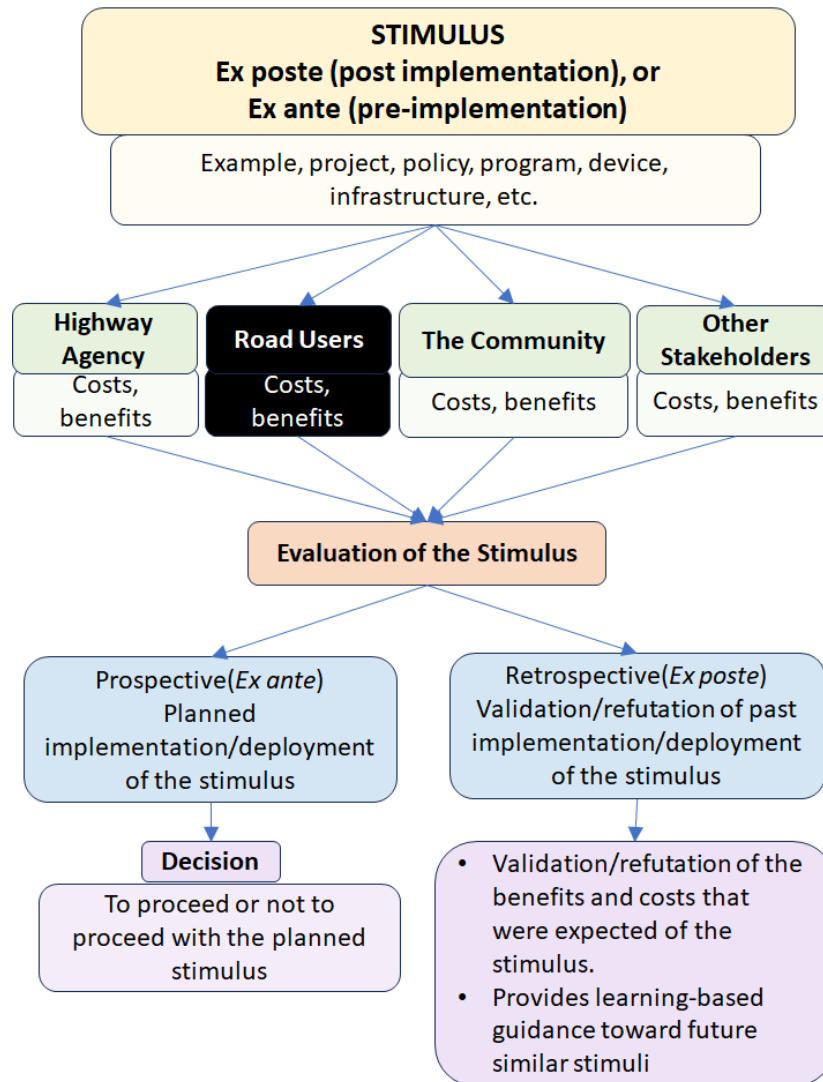 STIMULUS
Ex poste (post implementation), or
Ex ante (pre-implementation)
Example, project, policy, program, device,
infrastructure, etc.
Highway
Agency
Costs,
benefits
Road Users
Costs,
benefits
The Community
Costs, benefits
Other
Stakeholders
Costs, benefits
Evaluation of the Stimulus
Prospective(Ex ante)
Planned
implementation/deployment
of the stimulus
Retrospective(Ex poste)
Validation/refutation of past
implementation/deployment
of the stimulus
Decision
To proceed or not to
proceed with the planned
stimulus
• Validation/refutation of the
benefits and costs that
were expected of the
stimulus.
• Provides learning-based
guidance toward future
similar stimuli